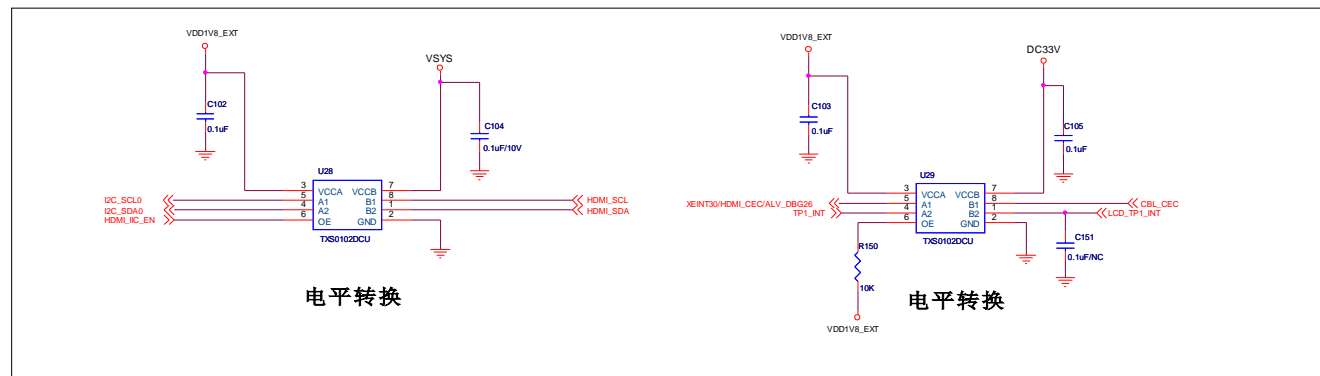 VDD1V8_EXT
VSYS
C102
0.1uF
C104
0.1uF/10V
U28
3 VCCA VCCB 7
I2C_SCL0 5 A1 B1 8 HDMI_SCL
I2C_SDA0 4 A2 B2 1 HDMI_SDA
HDMI_IIC_EN 6 OE GND 2
TXS0102DCU
电平转换
VDD1V8_EXT
DC33V
C103
0.1uF
C105
0.1uF
U29
3 VCCA VCCB 7
XEINT30/HDMI_CEC/ALV_DBG26 5 A1 B1 8 CBL_CEC
TP1_INT 4 A2 B2 1 LCD_TP1_INT
6 OE GND 2
TXS0102DCU
C151
0.1uF/NC
R150
10K
电平转换
VDD1V8_EXT